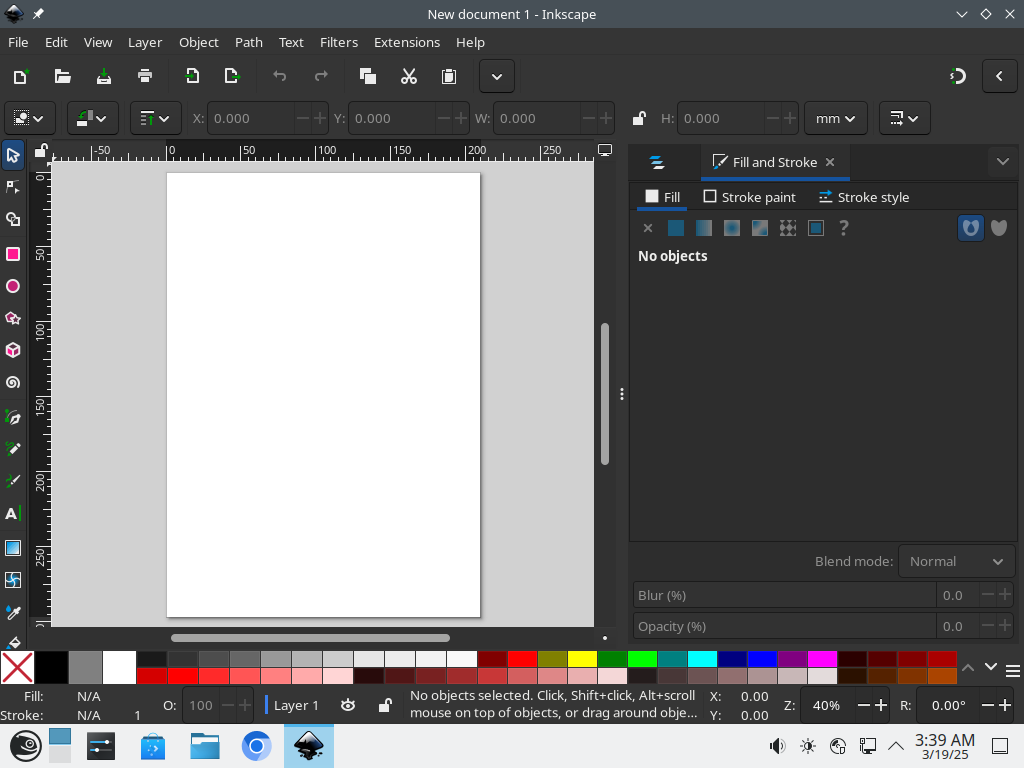 New document 1 - Inkscape
File Edit View Layer Object Path Text Filters Extensions Help
X: 0.000 Y: 0.000 W: 0.000 H: 0.000 mm
-50 0 50 100 150 200 250
Fill and Stroke
0
50
100
150
200
250
Fill Stroke paint Stroke style
?
No objects
A
Blend mode: Normal
Blur (%) 0.0
Opacity (%) 0.0
Fill: N/A
Stroke: N/A 1
O: 100
Layer 1
No objects selected. Click, Shift+click, Alt+scroll
mouse on top of objects, or drag around obje...
X: 0.00
Y: 0.00
Z: 40%
R: 0.00°
3:39 AM
3/19/25